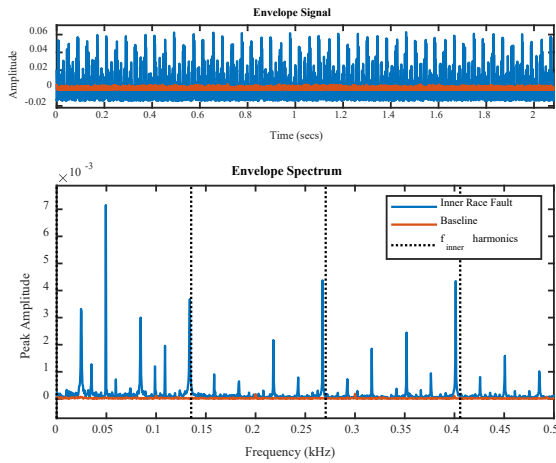 Envelope Signal
0.06
0.04
0.02
0
-0.02
Amplitude
0 0.2 0.4 0.6 0.8 1 1.2 1.4 1.6 1.8 2
Time (secs)
Envelope Spectrum
×10⁻³
7
6
5
4
3
2
1
0
Peak Amplitude
Inner Race Fault
Baseline
f inner harmonics
0 0.05 0.1 0.15 0.2 0.25 0.3 0.35 0.4 0.45 0.5
Frequency (kHz)